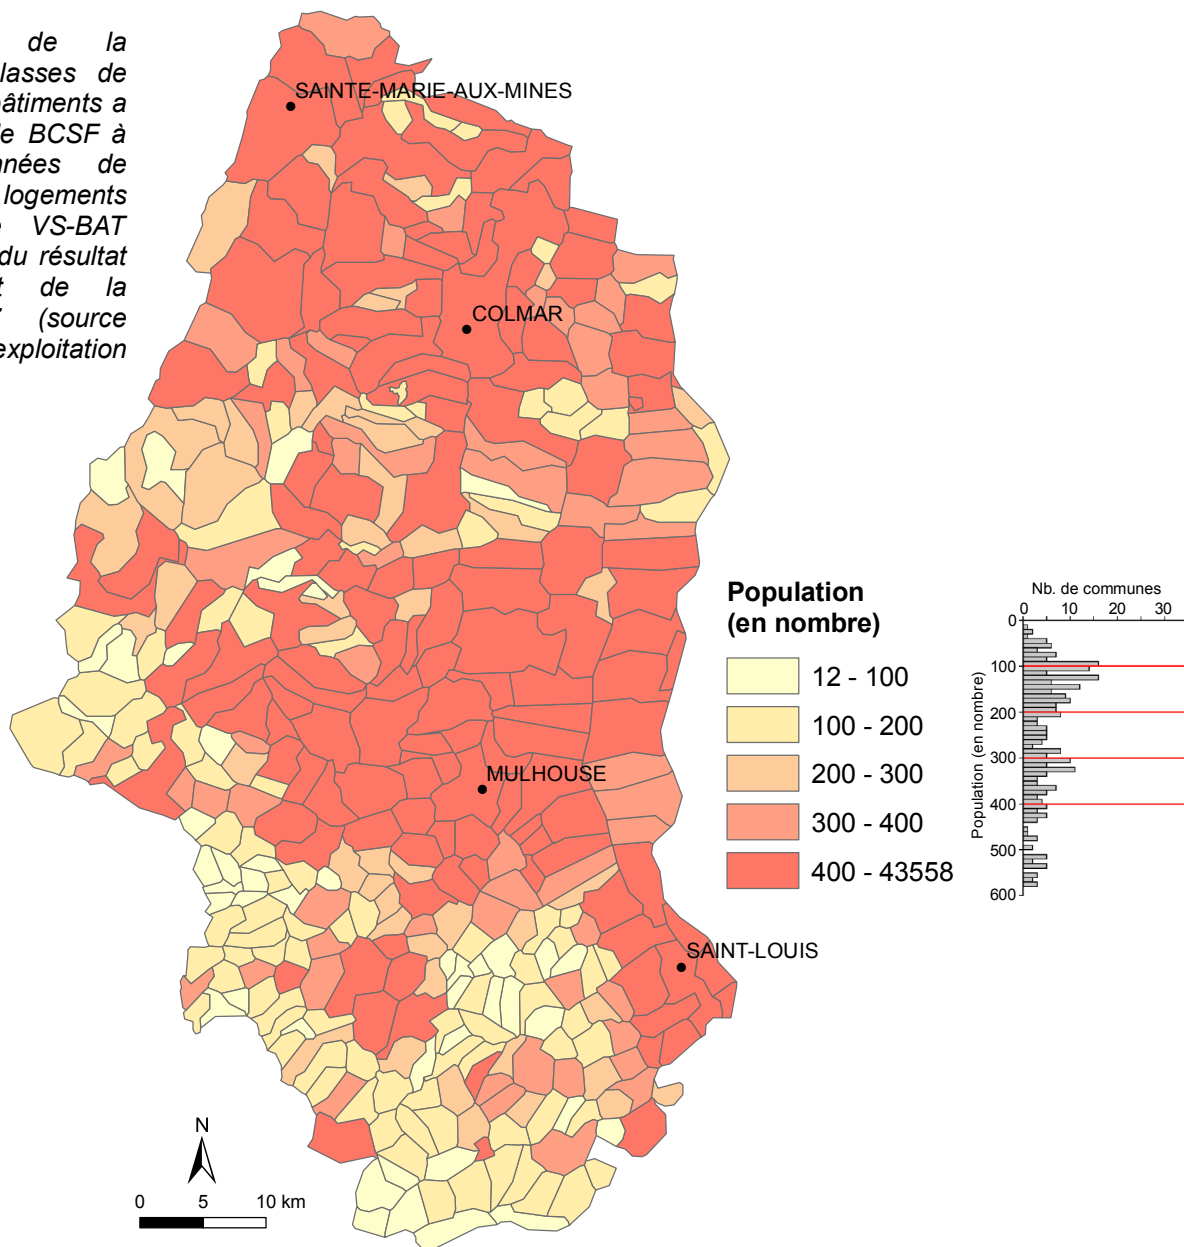 de la
lasses de
bâtiments a
le BCSF à
nnées de
logements
VS-BAT
du résultat
t de la
(source
exploitation
SAINTE-MARIE-AUX-MINES
COLMAR
MULHOUSE
SAINT-LOUIS
Population
(en nombre)
12 - 100
100 - 200
200 - 300
300 - 400
400 - 43558
Nb. de communes
0 10 20 30
0
100
200
300
400
500
600
Population (en nombre)
N
0 5 10 km